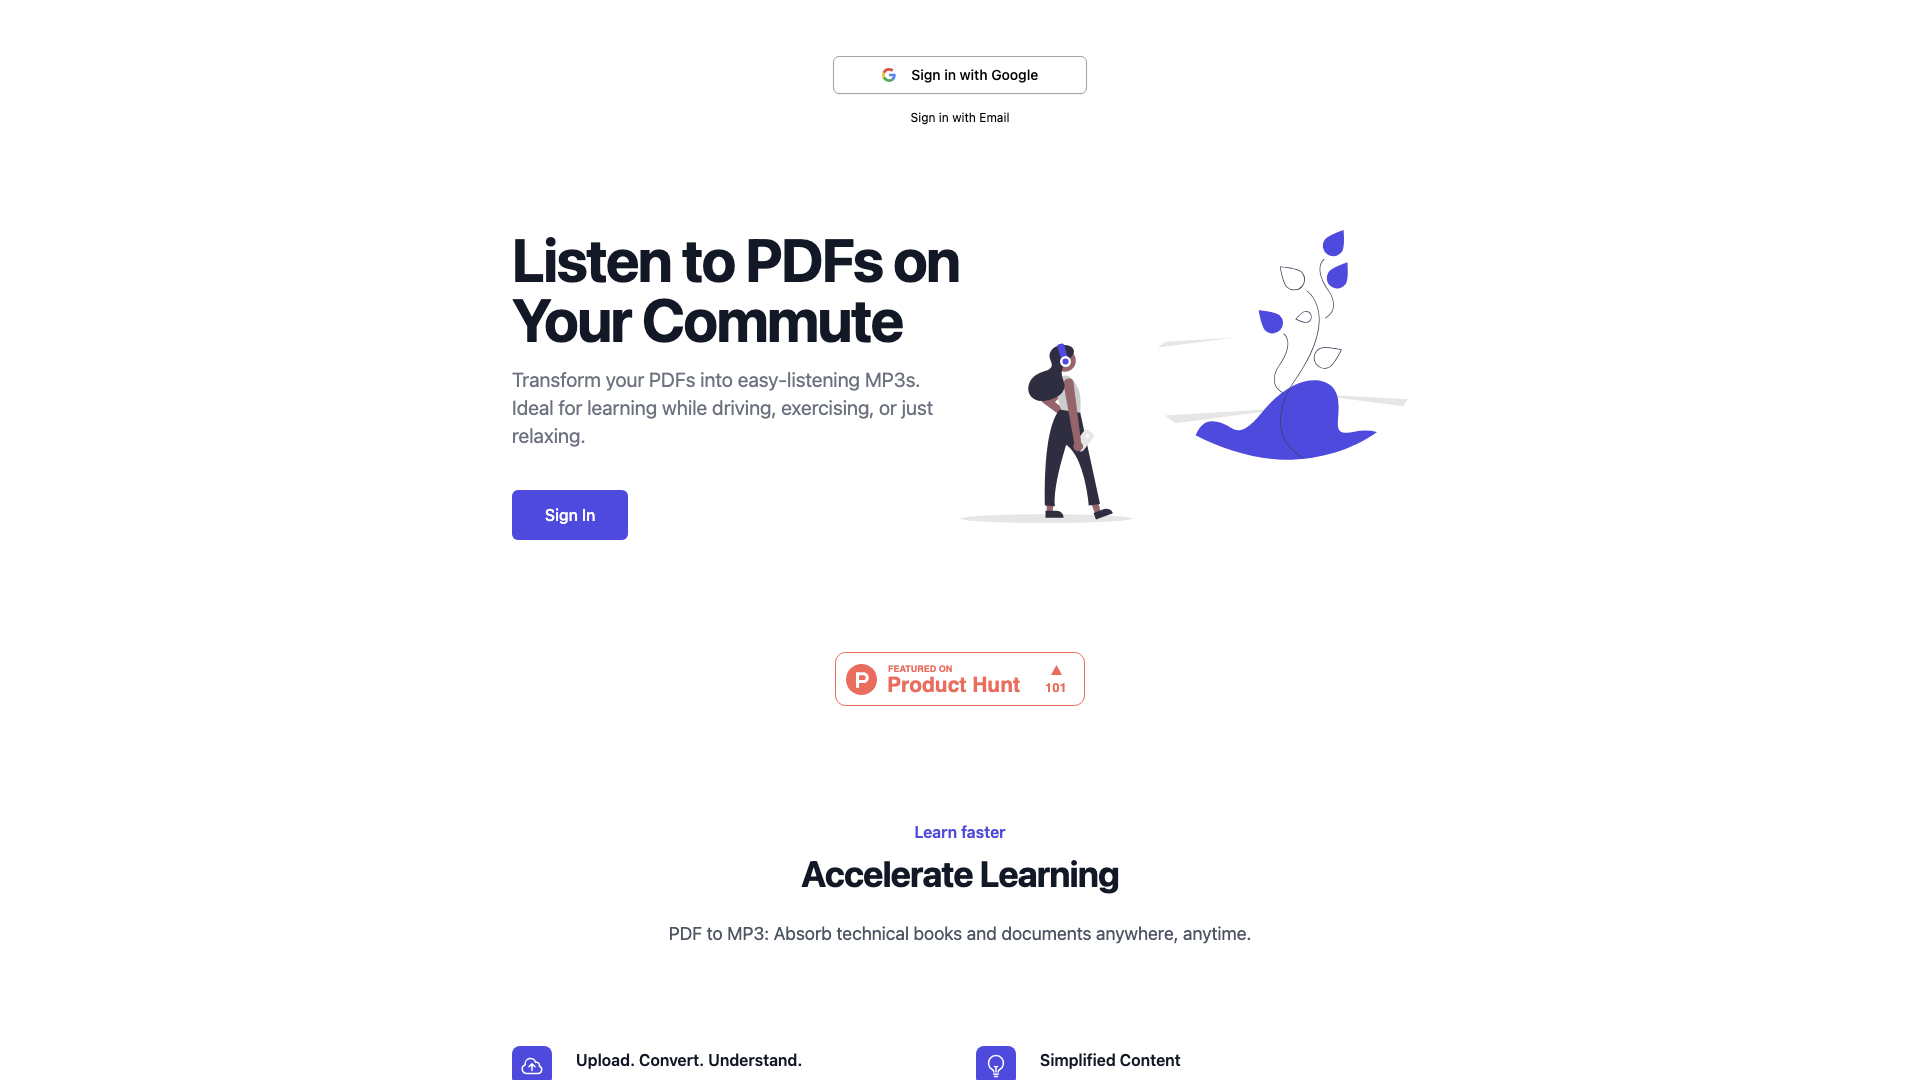 Sign in with Google
Sign in with Email
Listen to PDFs on
Your Commute
Transform your PDFs into easy-listening MP3s.
Ideal for learning while driving, exercising, or just
relaxing.
Sign In
P
FEATURED ON
Product Hunt
101
Learn faster
Accelerate Learning
PDF to MP3: Absorb technical books and documents anywhere, anytime.
Upload. Convert. Understand.
Simplified Content